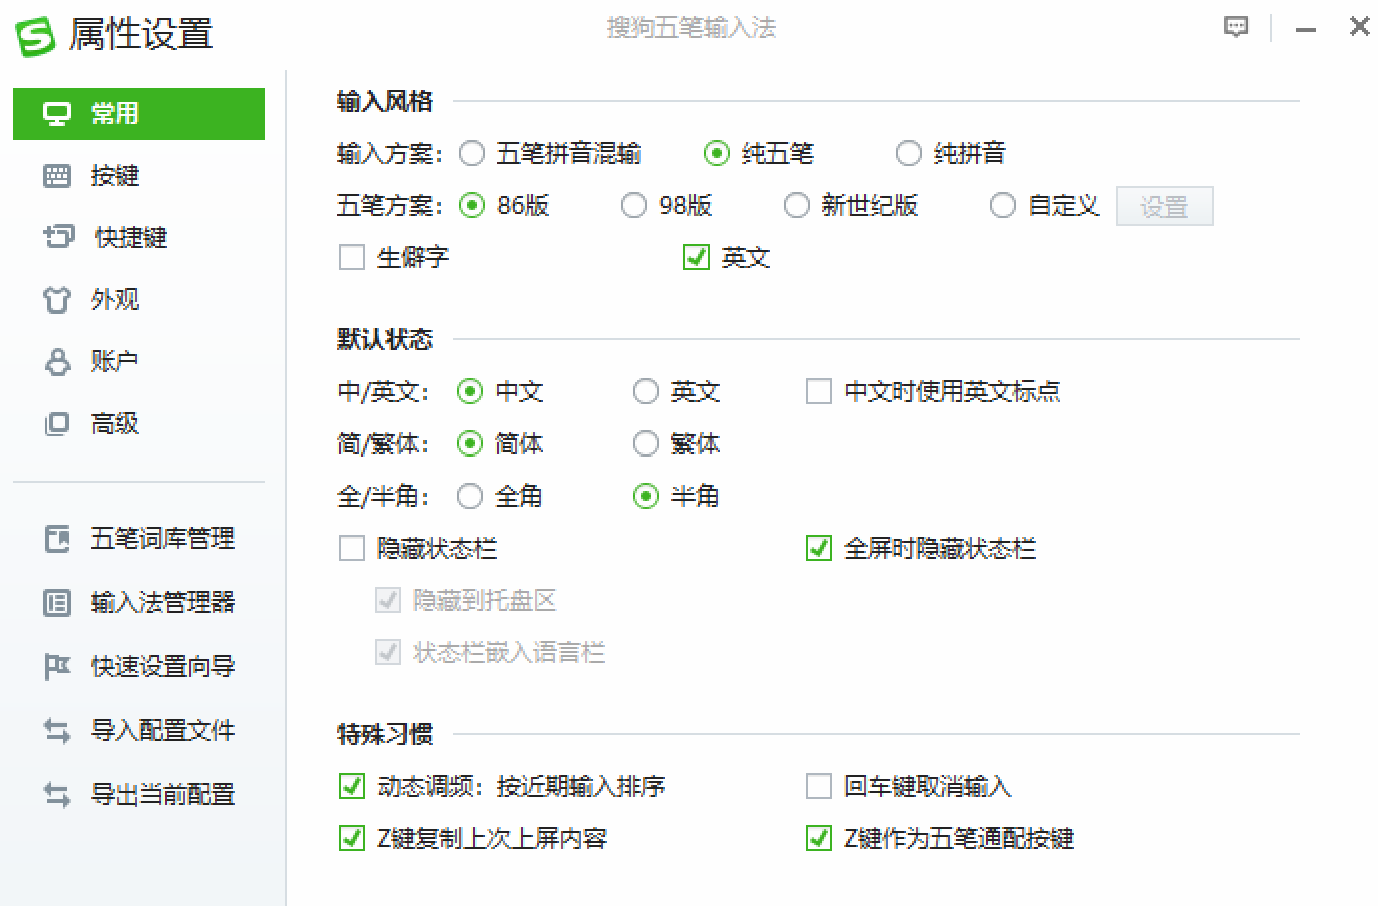 属性设置
搜狗五笔输入法
常用
按键
快捷键
外观
账户
高级
五笔词库管理
输入法管理器
快速设置向导
导入配置文件
导出当前配置
输入风格
输入方案： 五笔拼音混输 纯五笔 纯拼音
五笔方案： 86版 98版 新世纪版 自定义 设置
生僻字 英文
默认状态
中/英文： 中文 英文 中文时使用英文标点
简/繁体： 简体 繁体
全/半角： 全角 半角
隐藏状态栏 全屏时隐藏状态栏
隐藏到托盘区
状态栏嵌入语言栏
特殊习惯
动态调频：按近期输入排序 回车键取消输入
Z键复制上次上屏内容 Z键作为五笔通配按键